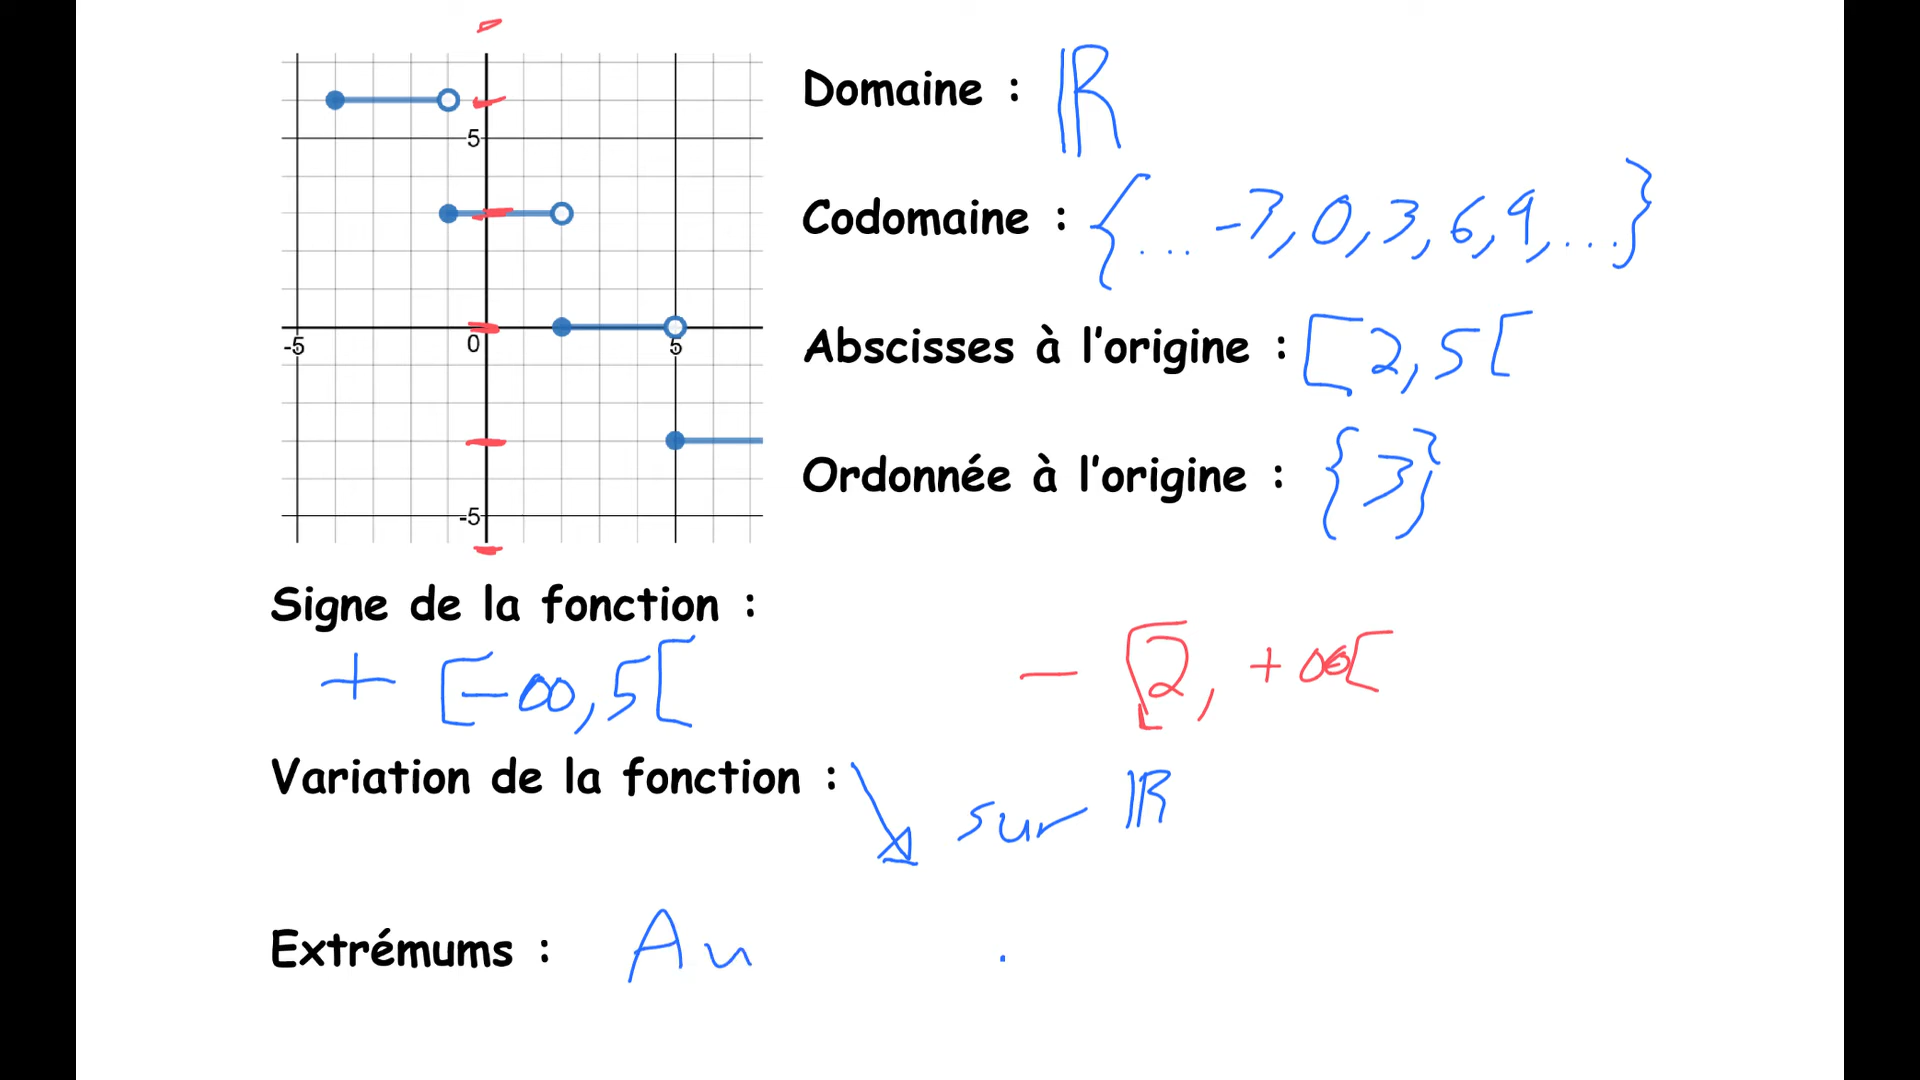 Domaine : ℝ
5
Codomaine : {... -3, 0, 3, 6, 9, ...}
-5 0 5
Abscisses à l'origine : [2, 5[
Ordonnée à l'origine : {3}
-5
Signe de la fonction :
+ [-∞, 5[ - [2, +∞[
Variation de la fonction : ↘ sur ℝ
Extrémums : Au